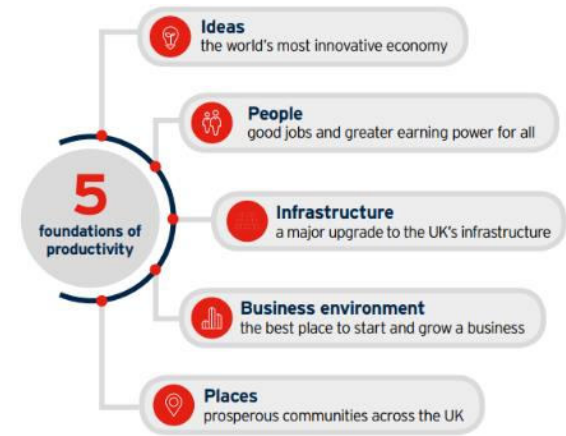 Ideas
the world's most innovative economy
People
good jobs and greater earning power for all
5
foundations of
productivity
Infrastructure
a major upgrade to the UK's infrastructure
Business environment
the best place to start and grow a business
Places
prosperous communities across the UK